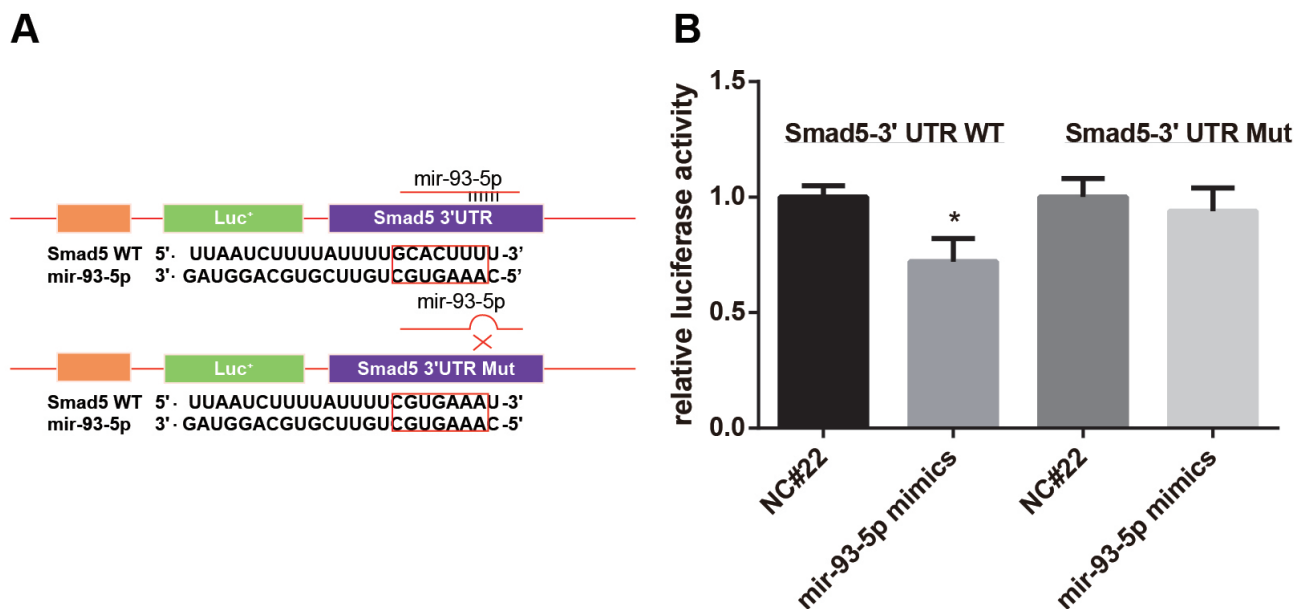 A
mir-93-5p
Luc+ Smad5 3'UTR
Smad5 WT 5'· UUAAUCUUUUAUUUUGCACUUUU-3’
mir-93-5p 3'· GAUGGACGUGCUUGUCGUGAAAC-5’
mir-93-5p
Luc+ Smad5 3'UTR Mut
Smad5 WT 5'· UUAAUCUUUUAUUUUCGUGAAAU-3'
mir-93-5p 3'· GAUGGACGUGCUUGUCGUGAAAC-5'
B
relative luciferase activity
1.5
1.0
0.5
0.0
Smad5-3' UTR WT
Smad5-3' UTR Mut
*
NC#22
mir-93-5p mimics
NC#22
mir-93-5p mimics